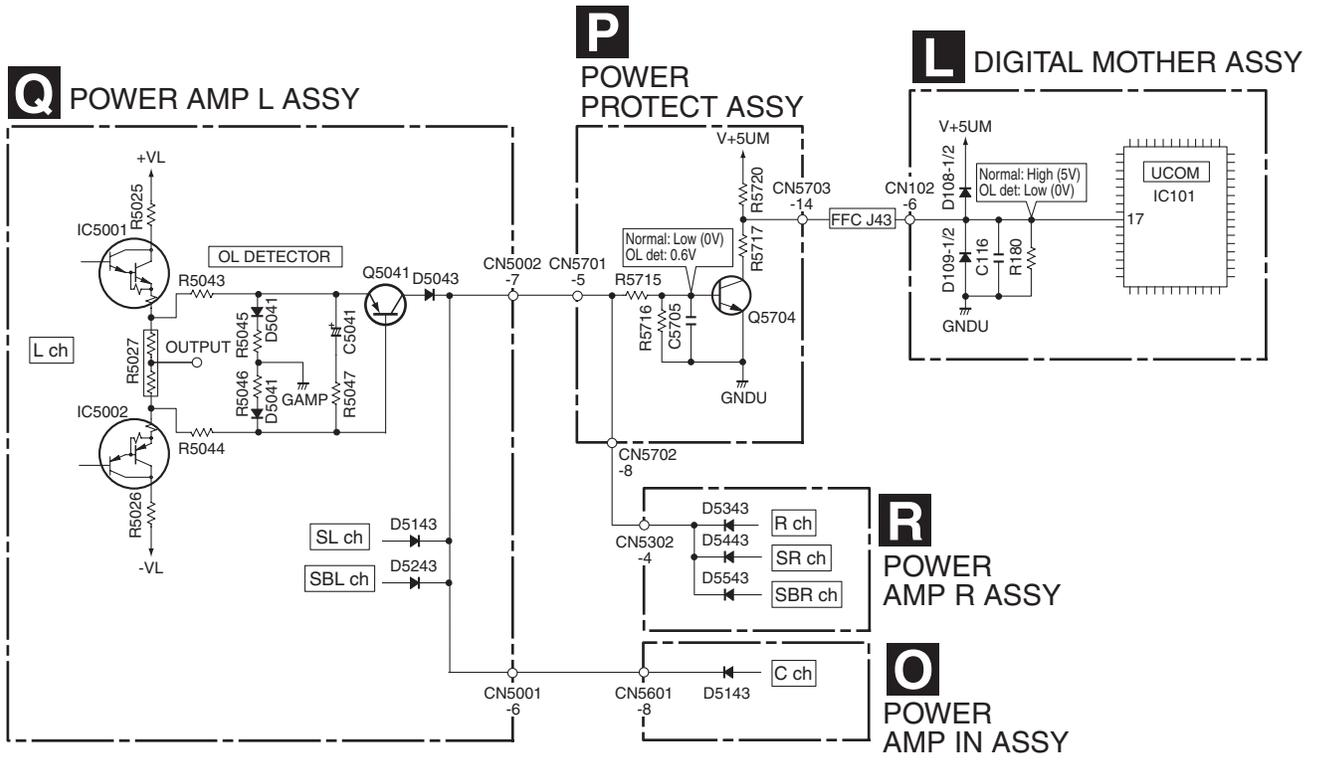 Q POWER AMP L ASSY
P
POWER
PROTECT ASSY
L DIGITAL MOTHER ASSY
+VL
R5025
IC5001
OL DETECTOR
R5043
Q5041
D5043
CN5002
-7
R5045
D5041
C5041
L ch
R5027
OUTPUT
R5046
D5041
GAMP
R5047
IC5002
R5044
R5026
-VL
SL ch
D5143
SBL ch
D5243
CN5001
-6
CN5701
-5
V+5UM
R5720
CN5703
-14
R5717
Normal: Low (0V)
OL det: 0.6V
R5715
R5716
C5705
Q5704
GNDU
CN5702
-8
FFC J43
CN102
-6
V+5UM
D108-1/2
Normal: High (5V)
OL det: Low (0V)
UCOM
IC101
17
D109-1/2
C116
R180
GNDU
CN5302
-4
D5343
R ch
D5443
SR ch
D5543
SBR ch
R
POWER
AMP R ASSY
CN5601
-8
D5143
C ch
O
POWER
AMP IN ASSY